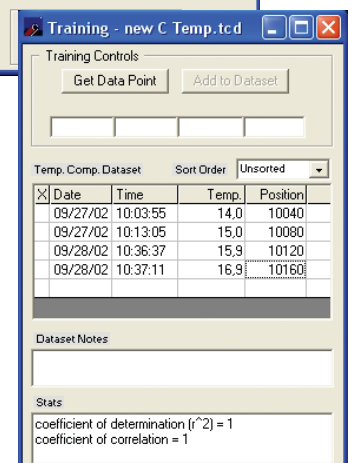 Training - new C Temp.tcd
Training Controls
Get Data Point Add to Dataset
Temp. Comp. Dataset Sort Order Unsorted
X Date Time Temp. Position
09/27/02 10:03:55 14,0 10040
09/27/02 10:13:05 15,0 10080
09/28/02 10:36:37 15,9 10120
09/28/02 10:37:11 16,9 10160
Dataset Notes
Stats
coefficient of determination (r^2) = 1
coefficient of correlation = 1